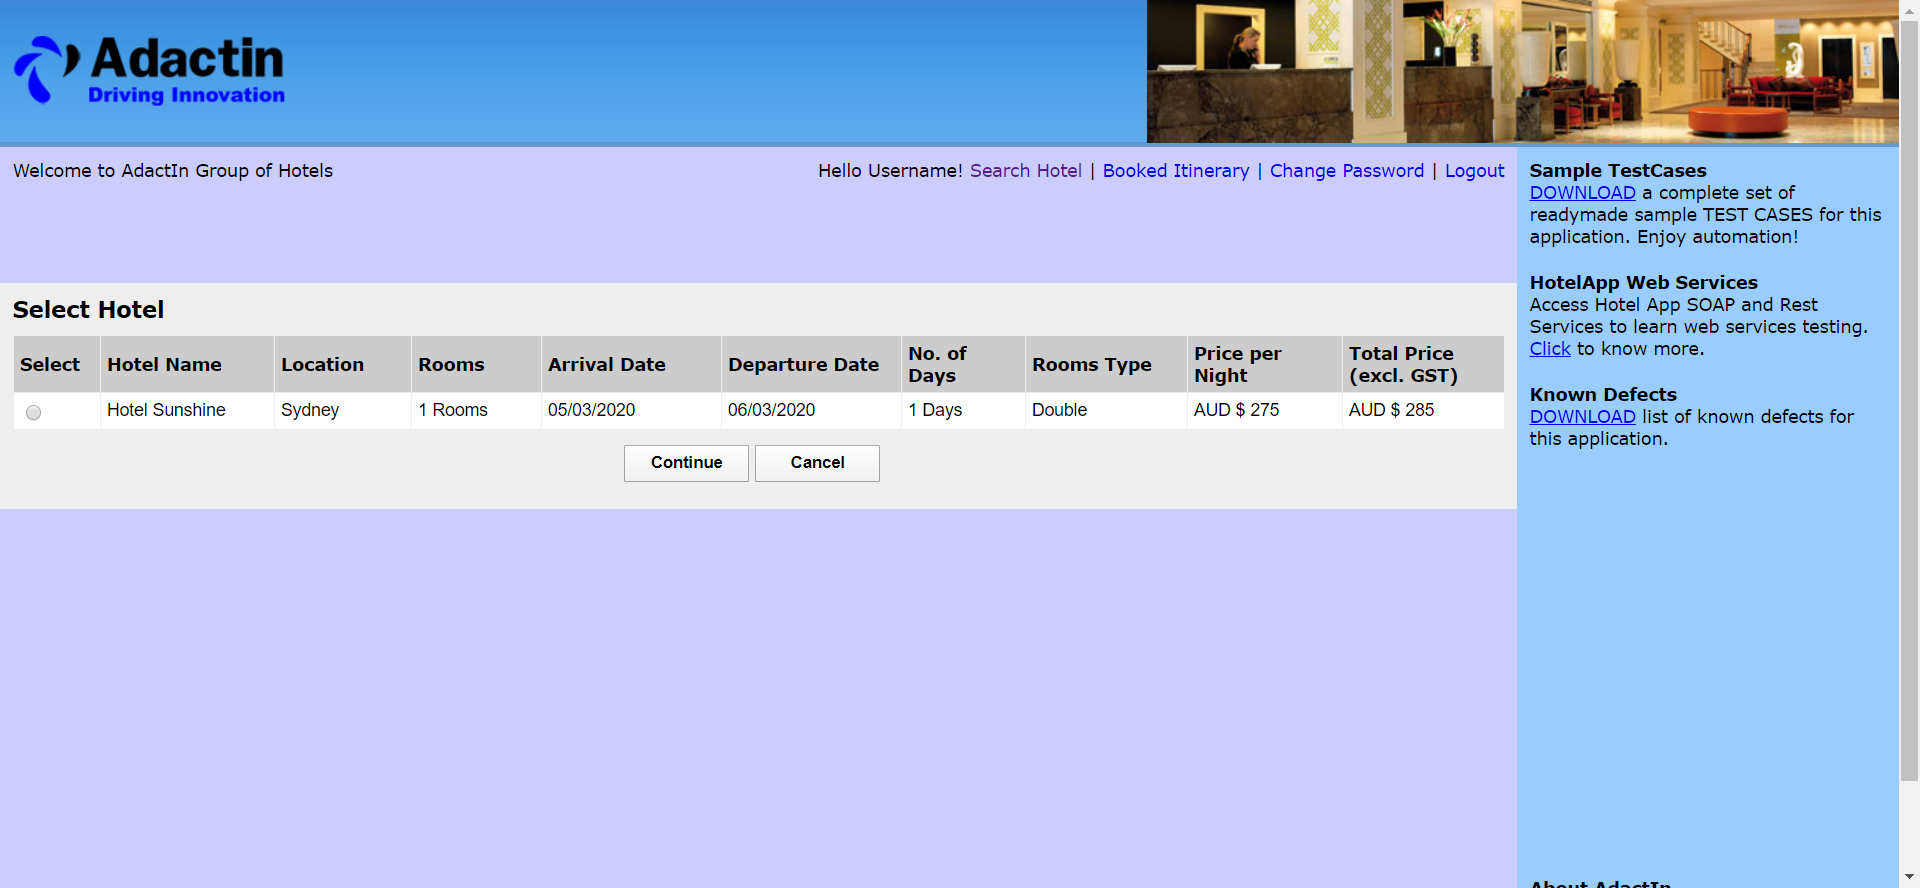 Adactin
Driving Innovation
Welcome to AdactIn Group of Hotels
Hello Username! Search Hotel | Booked Itinerary | Change Password | Logout
Select Hotel
Select Hotel Name Location Rooms Arrival Date Departure Date No. of Days Rooms Type Price per Night Total Price (excl. GST)
Hotel Sunshine Sydney 1 Rooms 05/03/2020 06/03/2020 1 Days Double AUD $ 275 AUD $ 285
Continue Cancel
Sample TestCases
DOWNLOAD a complete set of
readymade sample TEST CASES for this
application. Enjoy automation!
HotelApp Web Services
Access Hotel App SOAP and Rest
Services to learn web services testing.
Click to know more.
Known Defects
DOWNLOAD list of known defects for
this application.
About AdactIn